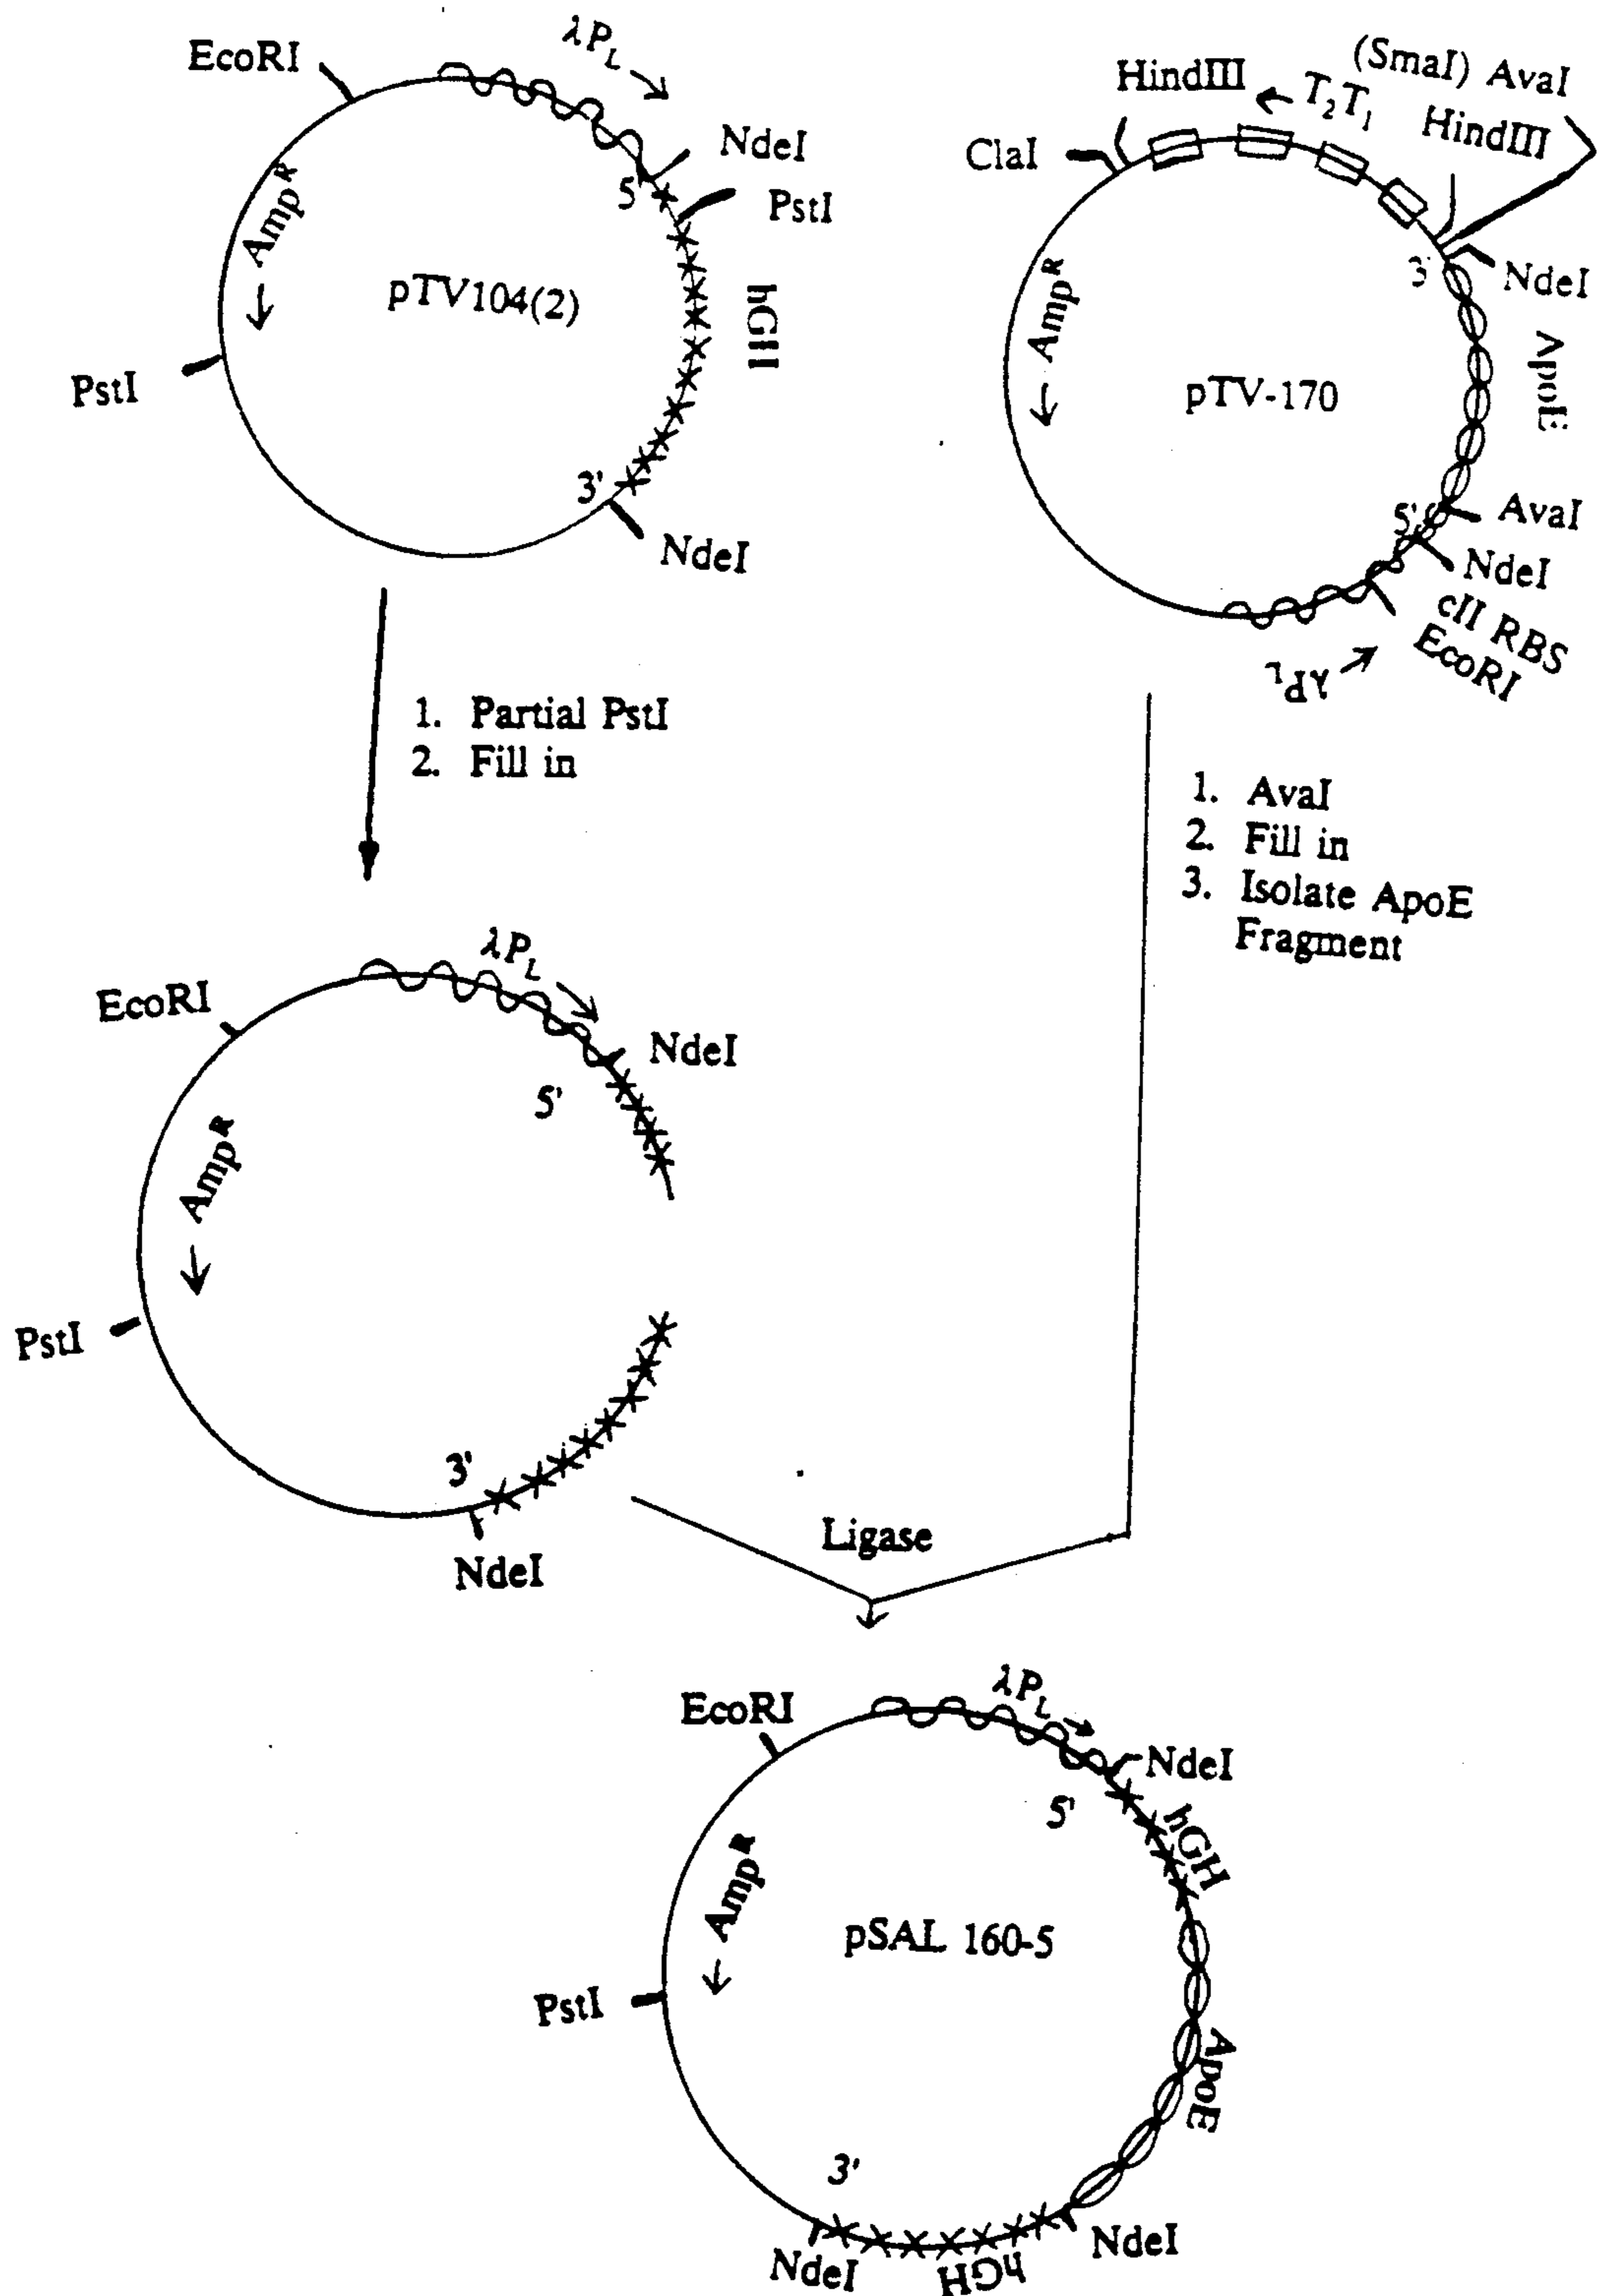 EcoRI
λP_L
NdeI
5'
PstI
Amp^R
pTV104(2)
hGH
PstI
3'
NdeI
(SmaI) AvaI
HindIII
T₂T₁
HindIII
ClaI
3'
NdeI
Amp^R
pTV-170
ApoE
5'
AvaI
NdeI
cII RBS
EcoRI
λP_L
1. Partial PstI
2. Fill in
1. AvaI
2. Fill in
3. Isolate ApoE
Fragment
λP_L
EcoRI
NdeI
5'
Amp^R
PstI
3'
NdeI
Ligase
λP_L
EcoRI
NdeI
5'
hGH
Amp^R
pSAL 160-5
PstI
ApoE
3'
NdeI
hGH
NdeI